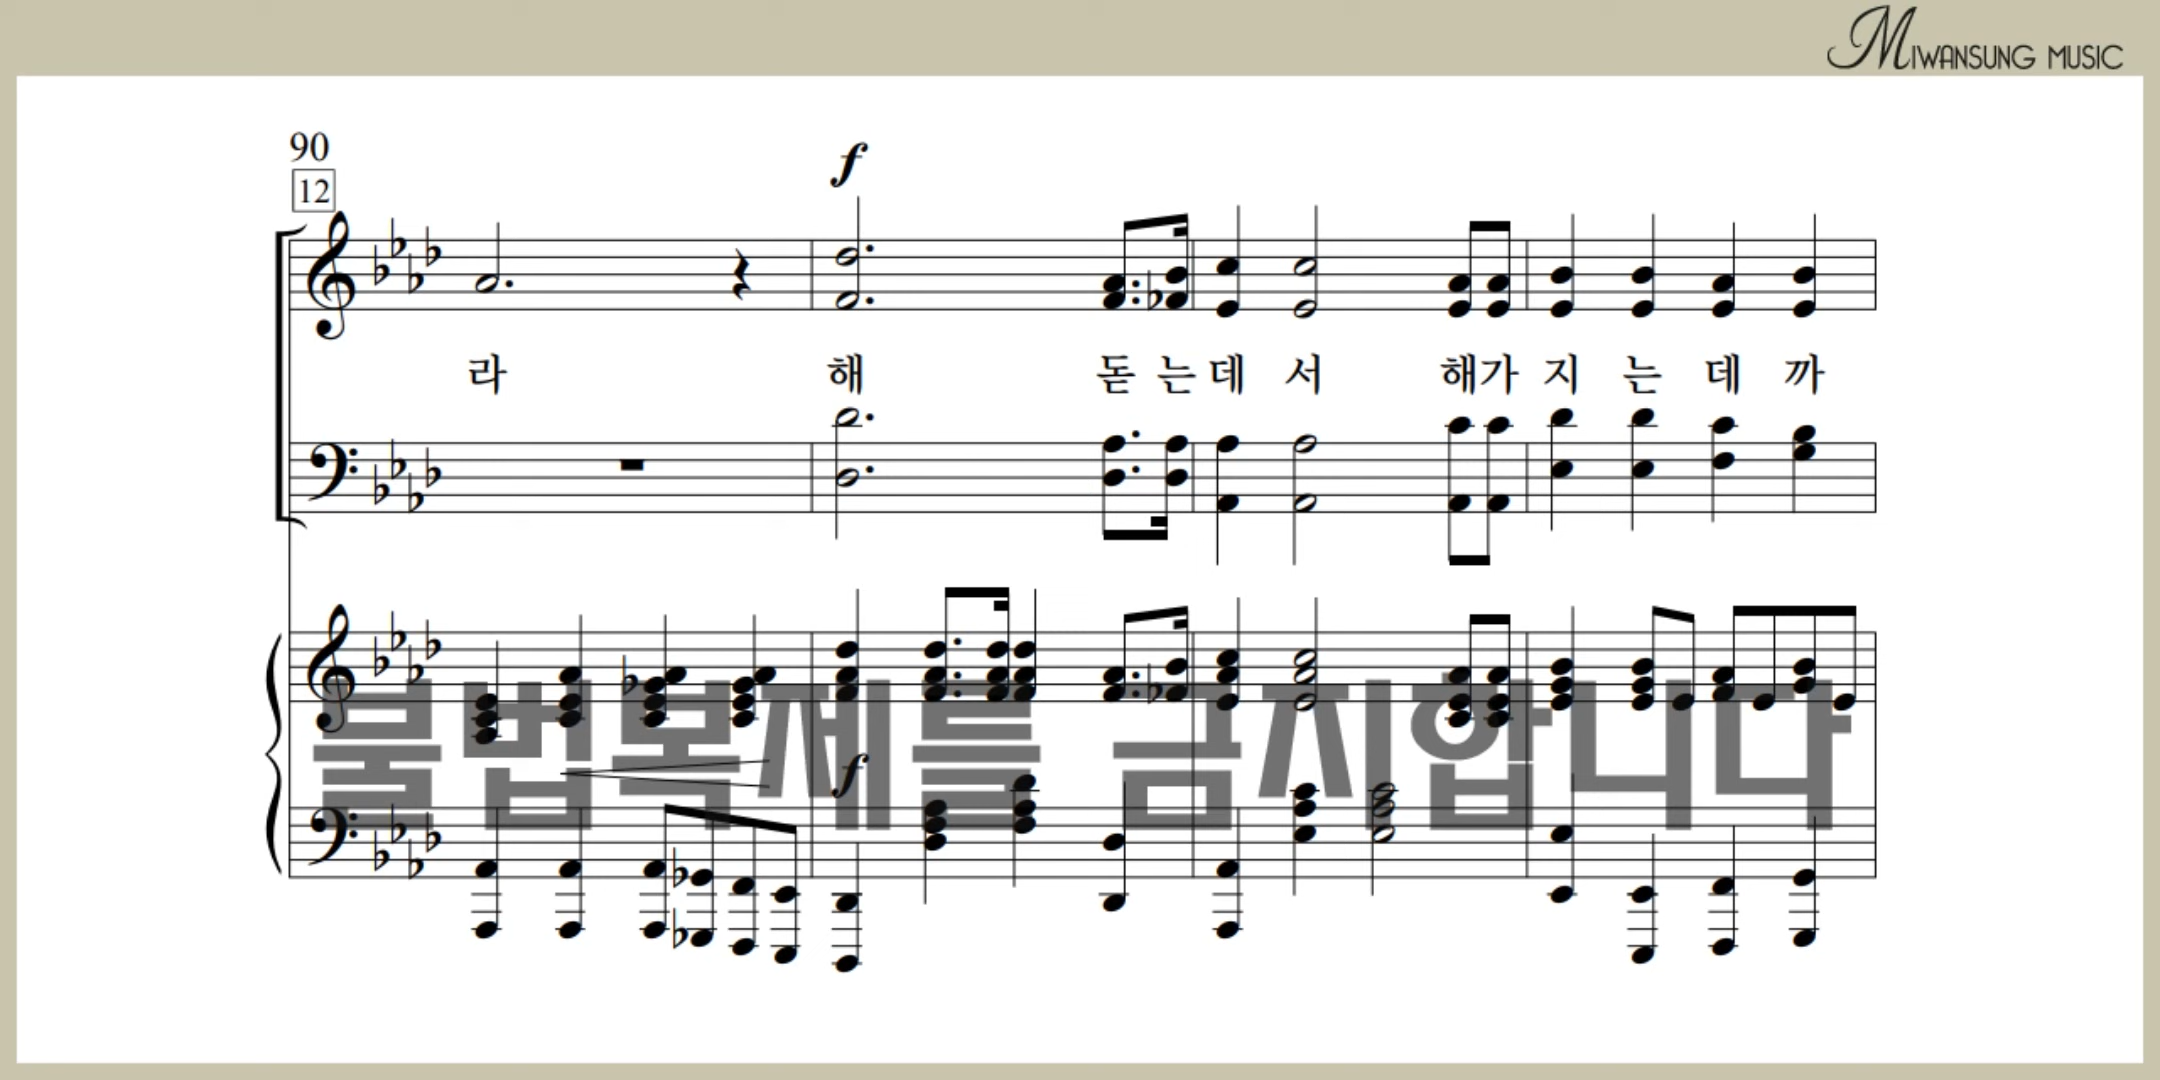 MIWANSUNG MUSIC
90
12
f
라 해 돋 는 데 서 해 가 지 는 데 까
f
불법복제를 금지합니다